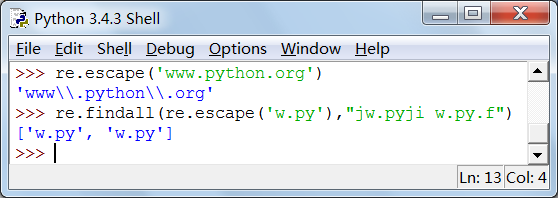 Python 3.4.3 Shell
File Edit Shell Debug Options Window Help
>>> re.escape('www.python.org')
'www\\.python\\.org'
>>> re.findall(re.escape('w.py'),"jw.pyji w.py.f")
['w.py', 'w.py']
>>>
Ln: 13 Col: 4